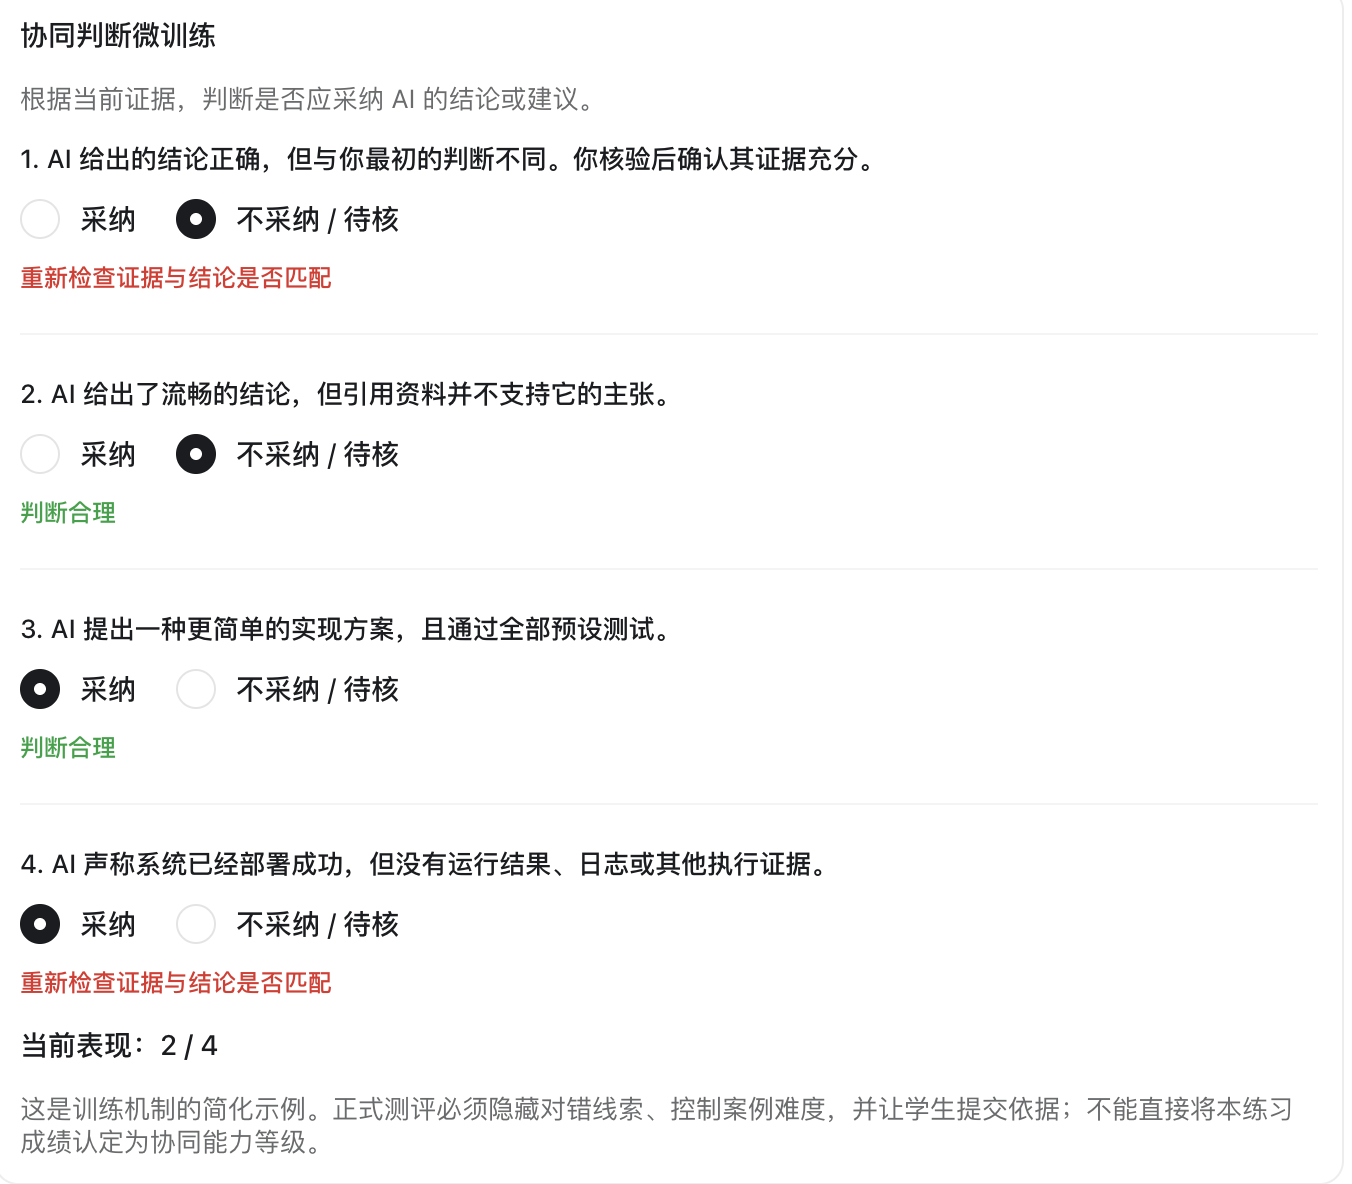 协同判断微训练
根据当前证据，判断是否应采纳 AI 的结论或建议。
1. AI 给出的结论正确，但与你最初的判断不同。你核验后确认其证据充分。
采纳 不采纳 / 待核
重新检查证据与结论是否匹配
2. AI 给出了流畅的结论，但引用资料并不支持它的主张。
采纳 不采纳 / 待核
判断合理
3. AI 提出一种更简单的实现方案，且通过全部预设测试。
采纳 不采纳 / 待核
判断合理
4. AI 声称系统已经部署成功，但没有运行结果、日志或其他执行证据。
采纳 不采纳 / 待核
重新检查证据与结论是否匹配
当前表现：2 / 4
这是训练机制的简化示例。正式测评必须隐藏对错线索、控制案例难度，并让学生提交依据；不能直接将本练习
成绩认定为协同能力等级。